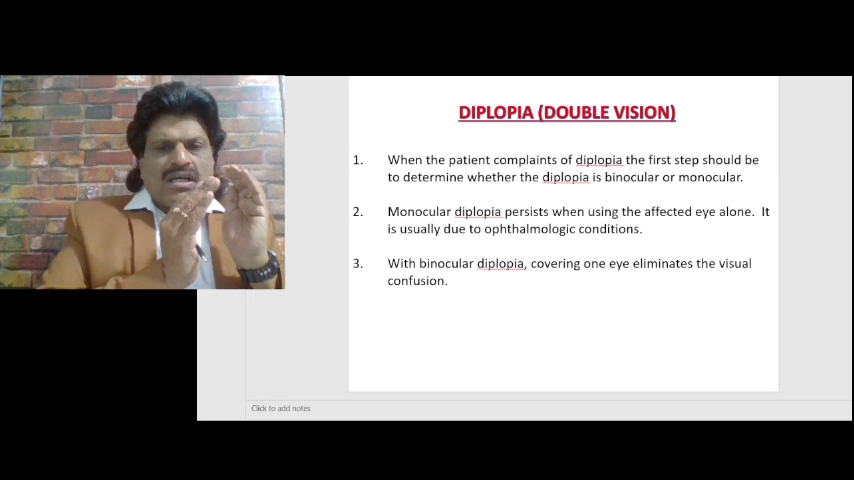 DIPLOPIA (DOUBLE VISION)
1. When the patient complaints of diplopia the first step should be
to determine whether the diplopia is binocular or monocular.
2. Monocular diplopia persists when using the affected eye alone. It
is usually due to ophthalmologic conditions.
3. With binocular diplopia, covering one eye eliminates the visual
confusion.
Click to add notes